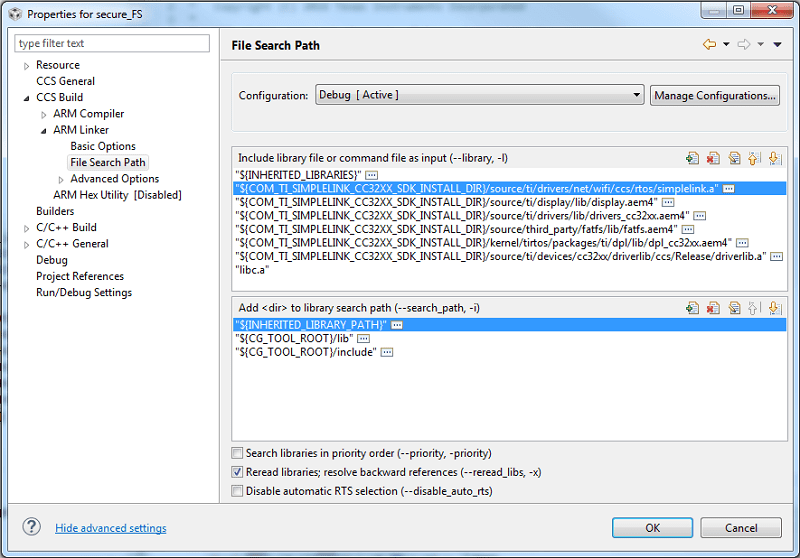 Properties for secure_FS
type filter text
Resource
CCS General
CCS Build
ARM Compiler
ARM Linker
Basic Options
File Search Path
Advanced Options
ARM Hex Utility [Disabled]
Builders
C/C++ Build
C/C++ General
Debug
Project References
Run/Debug Settings
File Search Path
Configuration: Debug [ Active ] Manage Configurations...
Include library file or command file as input (--library, -l)
"${INHERITED_LIBRARIES}"
"${COM_TI_SIMPLELINK_CC32XX_SDK_INSTALL_DIR}/source/ti/drivers/net/wifi/ccs/rtos/simplelink.a"
"${COM_TI_SIMPLELINK_CC32XX_SDK_INSTALL_DIR}/source/ti/display/lib/display.aem4"
"${COM_TI_SIMPLELINK_CC32XX_SDK_INSTALL_DIR}/source/ti/drivers/lib/drivers_cc32xx.aem4"
"${COM_TI_SIMPLELINK_CC32XX_SDK_INSTALL_DIR}/source/third_party/fatfs/lib/fatfs.aem4"
"${COM_TI_SIMPLELINK_CC32XX_SDK_INSTALL_DIR}/kernel/tirtos/packages/ti/dpl/lib/dpl_cc32xx.aem4"
"${COM_TI_SIMPLELINK_CC32XX_SDK_INSTALL_DIR}/source/ti/devices/cc32xx/driverlib/ccs/Release/driverlib.a"
"libc.a"
Add <dir> to library search path (--search_path, -i)
"${INHERITED_LIBRARY_PATH}"
"${CG_TOOL_ROOT}/lib"
"${CG_TOOL_ROOT}/include"
Search libraries in priority order (--priority, -priority)
Reread libraries; resolve backward references (--reread_libs, -x)
Disable automatic RTS selection (--disable_auto_rts)
Hide advanced settings
OK Cancel